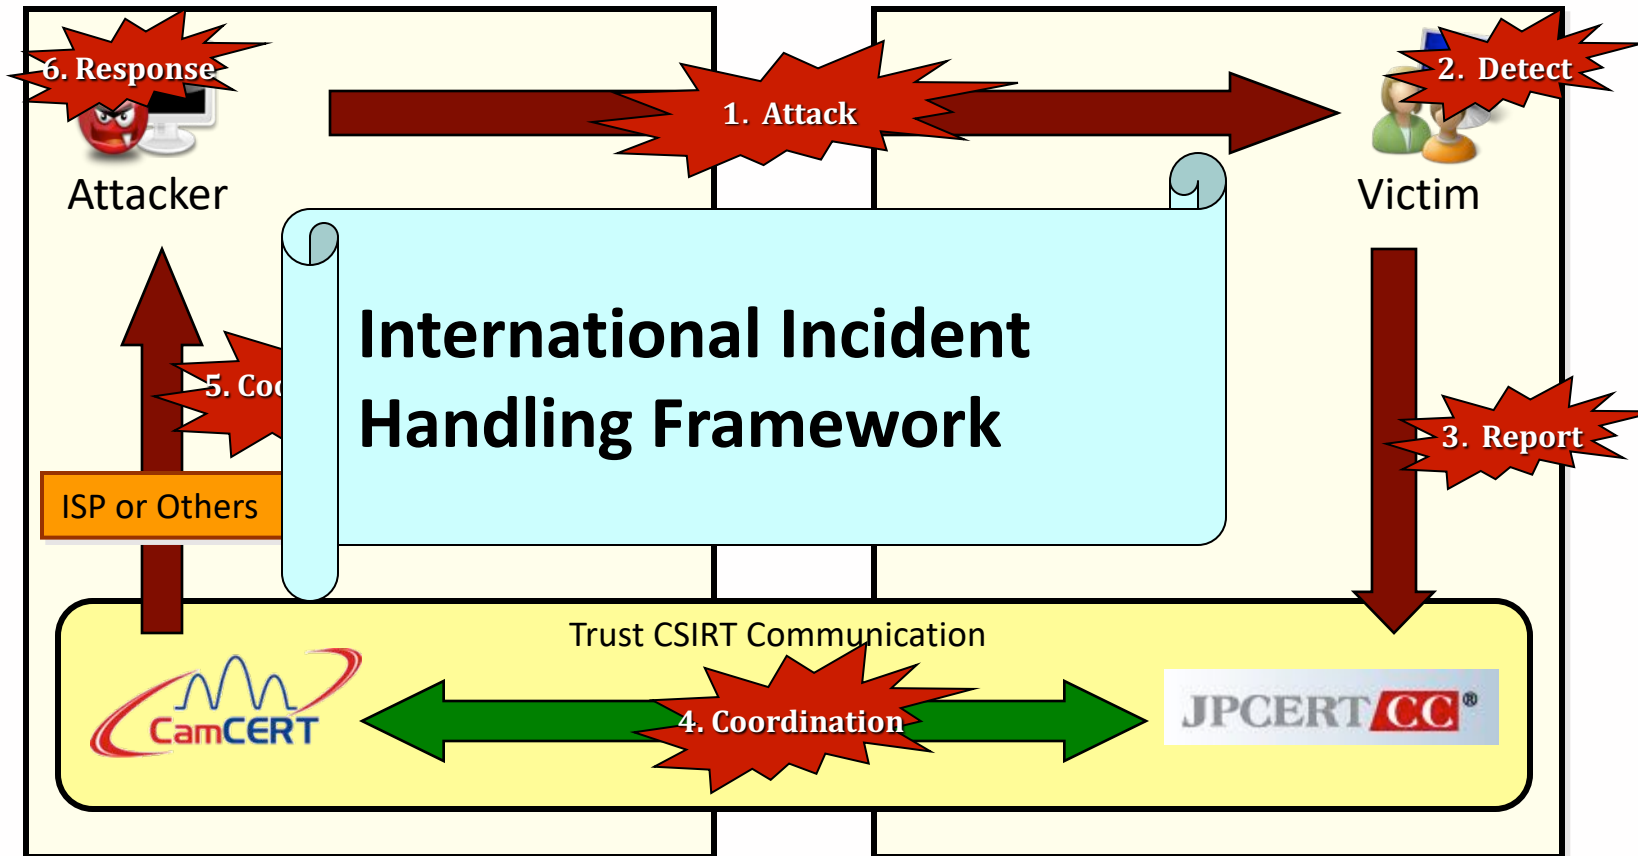 6. Response
1. Attack
2. Detect
Attacker
Victim
International Incident
Handling Framework
5. Coo
3. Report
ISP or Others
Trust CSIRT Communication
CamCERT
4. Coordination
JPCERT CC®